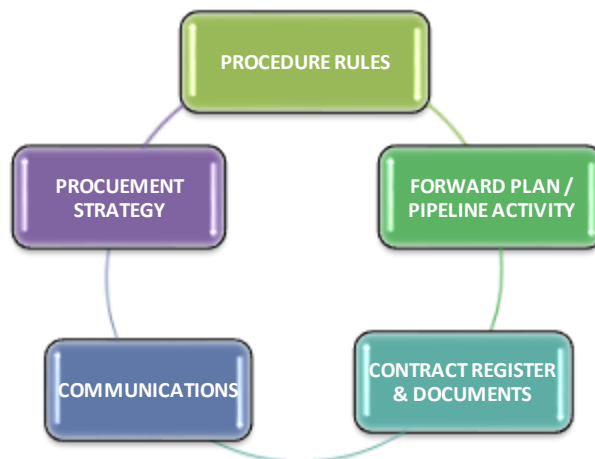 PROCEDURE RULES
PROCUEMENT
STRATEGY
FORWARD PLAN /
PIPELINE ACTIVITY
COMMUNICATIONS
CONTRACT REGISTER
& DOCUMENTS